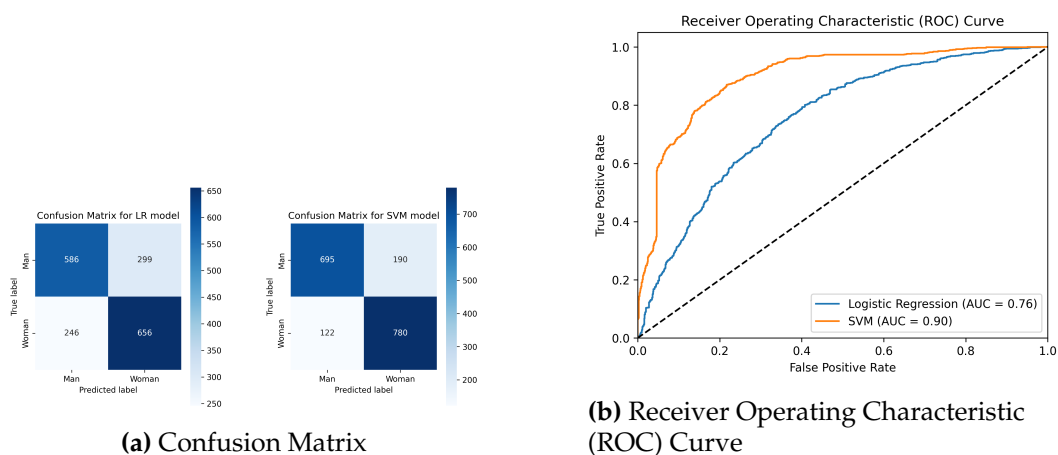 Confusion Matrix for LR model
Man
Woman
True label
586
299
246
656
Man
Woman
Predicted label
650
600
550
500
450
400
350
300
250
Confusion Matrix for SVM model
Man
Woman
True label
695
190
122
780
Man
Woman
Predicted label
700
600
500
400
300
200
(a) Confusion Matrix
Receiver Operating Characteristic (ROC) Curve
True Positive Rate
1.0
0.8
0.6
0.4
0.2
0.0
0.0
0.2
0.4
0.6
0.8
1.0
False Positive Rate
Logistic Regression (AUC = 0.76)
SVM (AUC = 0.90)
(b) Receiver Operating Characteristic
(ROC) Curve